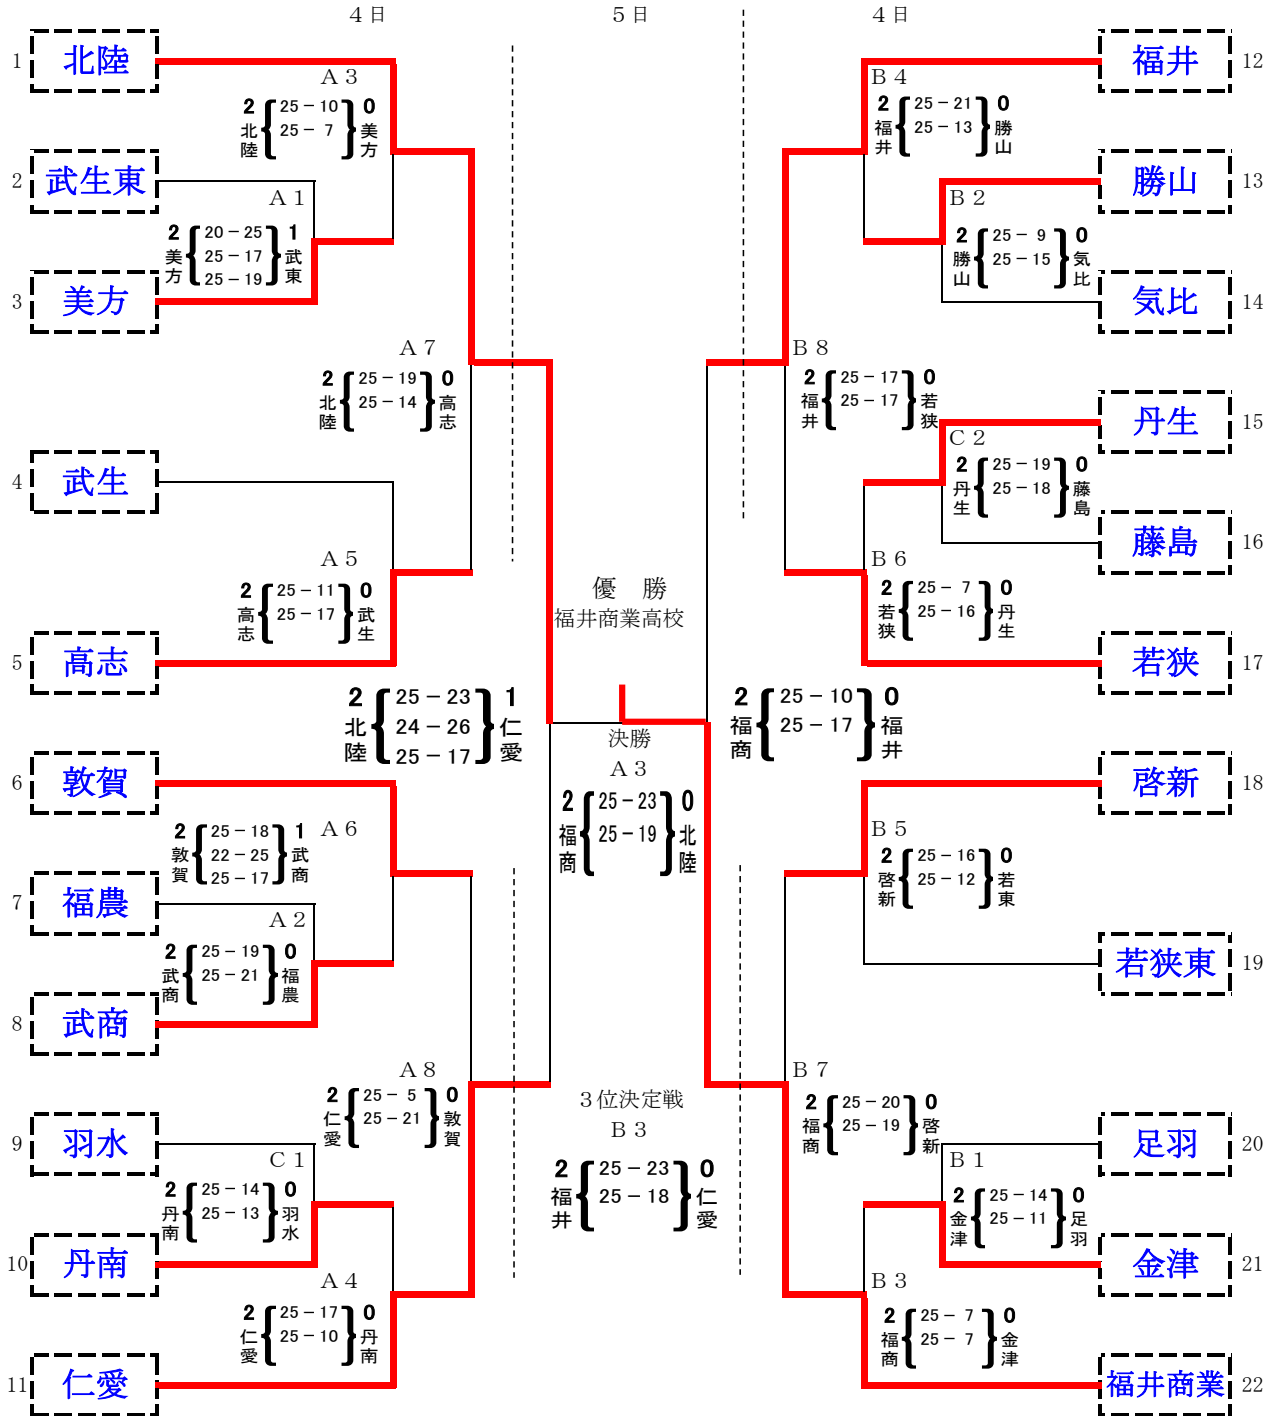 4日
5日
4日
1
北陸
2
武生東
3
美方
4
武生
5
高志
6
敦賀
7
福農
8
武商
9
羽水
10
丹南
11
仁愛
A3
2 北陸 25-10 25-7 0 美方
A1
2 美方 20-25 25-17 25-19 1 武東
A7
2 北陸 25-19 25-14 0 高志
A5
2 高志 25-11 25-17 0 武生
2 北陸 25-23 24-26 25-17 1 仁愛
A6
2 敦賀 25-18 22-25 25-17 1 武商
A2
2 武商 25-19 25-21 0 福農
A8
2 仁愛 25-5 25-21 0 敦賀
C1
2 丹南 25-14 25-13 0 羽水
A4
2 仁愛 25-17 25-10 0 丹南
優 勝
福井商業高校
決勝
A3
2 福商 25-23 25-19 0 北陸
3位決定戦
B3
2 福井 25-23 25-18 0 仁愛
B4
2 福井 25-21 25-13 0 勝山
B2
2 勝山 25-9 25-15 0 気比
B8
2 福井 25-17 25-17 0 若狭
C2
2 丹生 25-19 25-18 0 藤島
B6
2 若狭 25-7 25-16 0 丹生
2 福商 25-10 25-17 0 福井
B5
2 啓新 25-16 25-12 0 若東
B7
2 福商 25-20 25-19 0 啓新
B1
2 金津 25-14 25-11 0 足羽
B3
2 福商 25-7 25-7 0 金津
福井
12
勝山
13
気比
14
丹生
15
藤島
16
若狭
17
啓新
18
若狭東
19
足羽
20
金津
21
福井商業
22